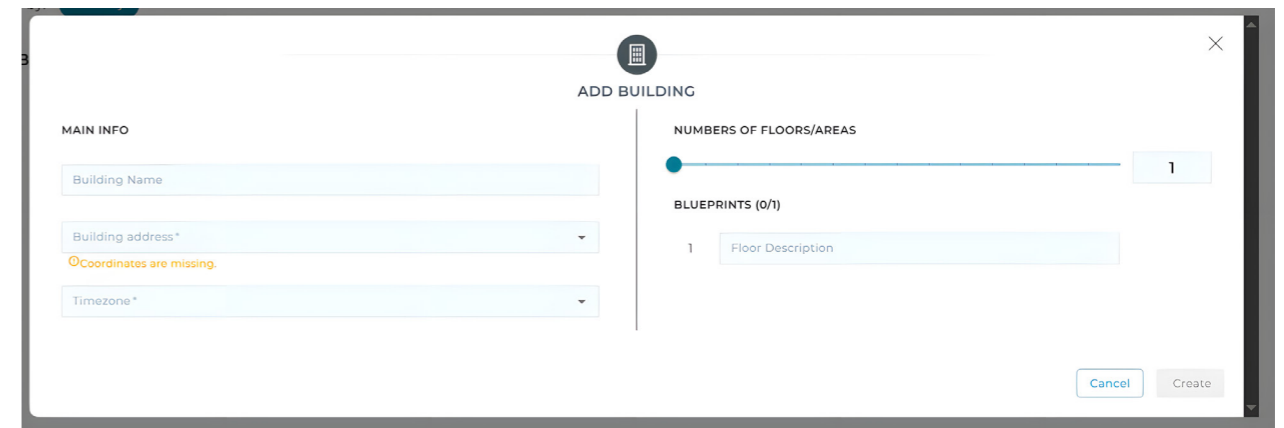 ADD BUILDING
MAIN INFO
Building Name
Building address*
Coordinates are missing.
Timezone*
NUMBERS OF FLOORS/AREAS
1
BLUEPRINTS (0/1)
1 Floor Description
Cancel Create